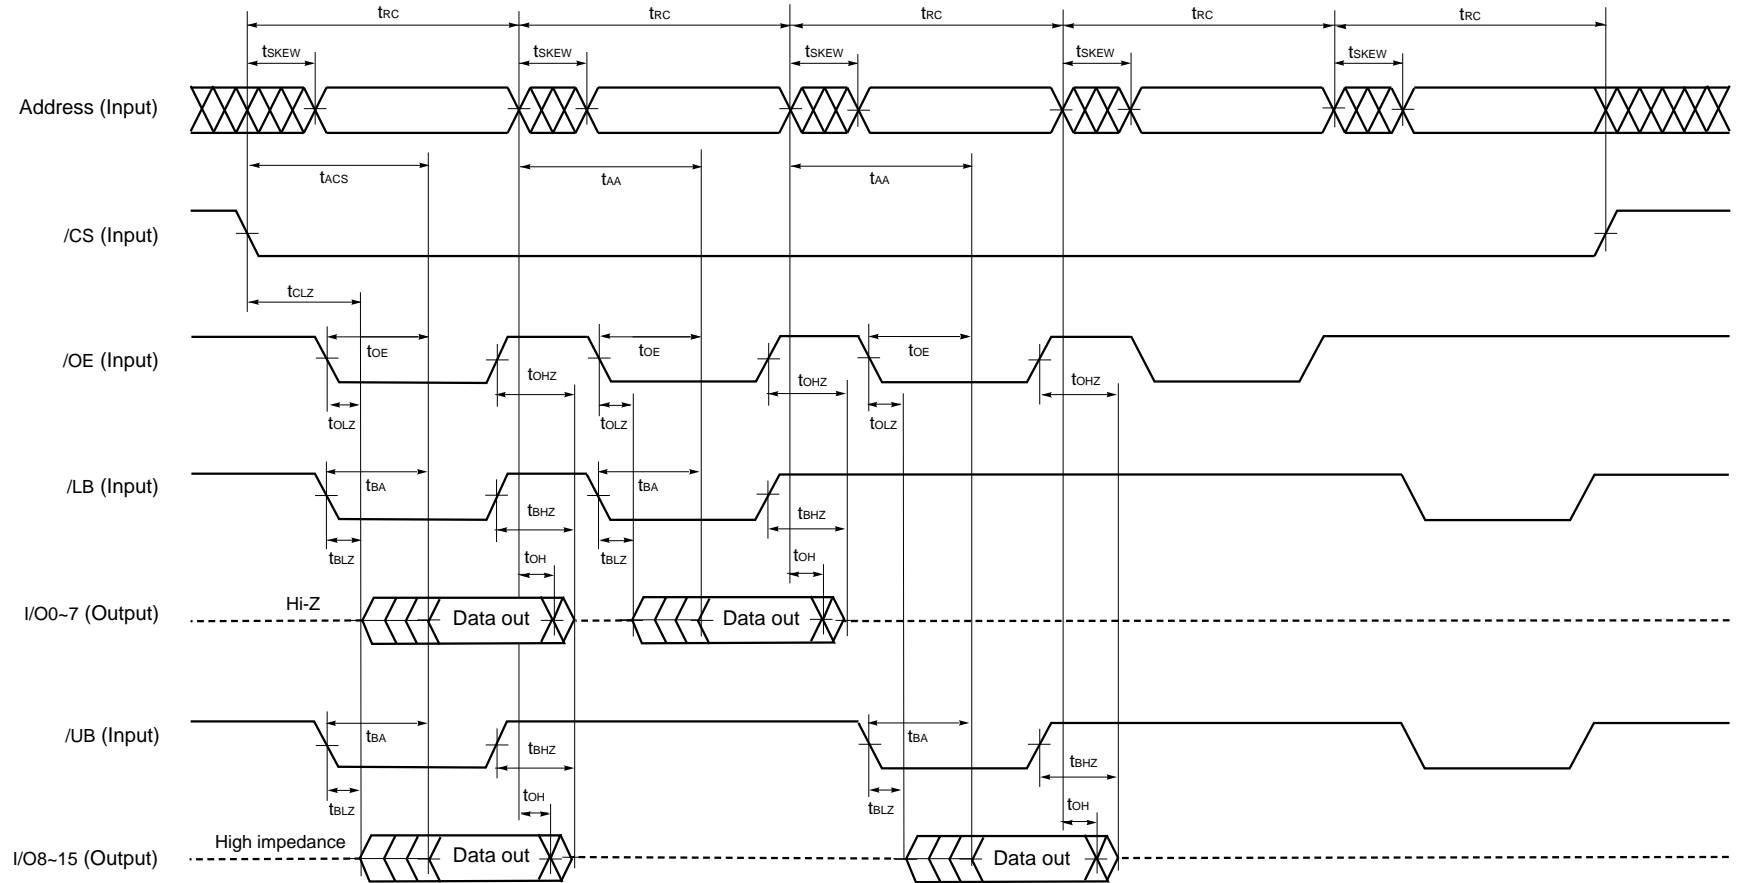 tRC tRC tRC tRC tRC
tSKEW tSKEW tSKEW tSKEW tSKEW
Address (Input)
tACS tAA tAA
/CS (Input)
tCLZ
/OE (Input) tOE tOE tOE
tOHZ tOHZ tOHZ
tOLZ tOLZ tOLZ
/LB (Input) tBA tBA
tBHZ tBHZ
tBLZ tOH tBLZ tOH
I/O0~7 (Output) Hi-Z Data out Data out
/UB (Input) tBA tBA
tBHZ tBHZ
tBLZ tOH tBLZ tOH
I/O8~15 (Output) High impedance Data out Data out